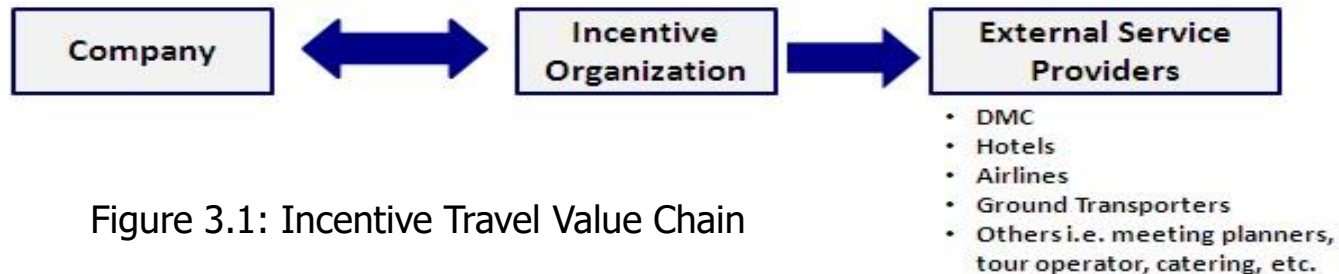 Company
Incentive
Organization
External Service
Providers
• DMC
• Hotels
• Airlines
• Ground Transporters
• Others i.e. meeting planners,
tour operator, catering, etc.
Figure 3.1: Incentive Travel Value Chain